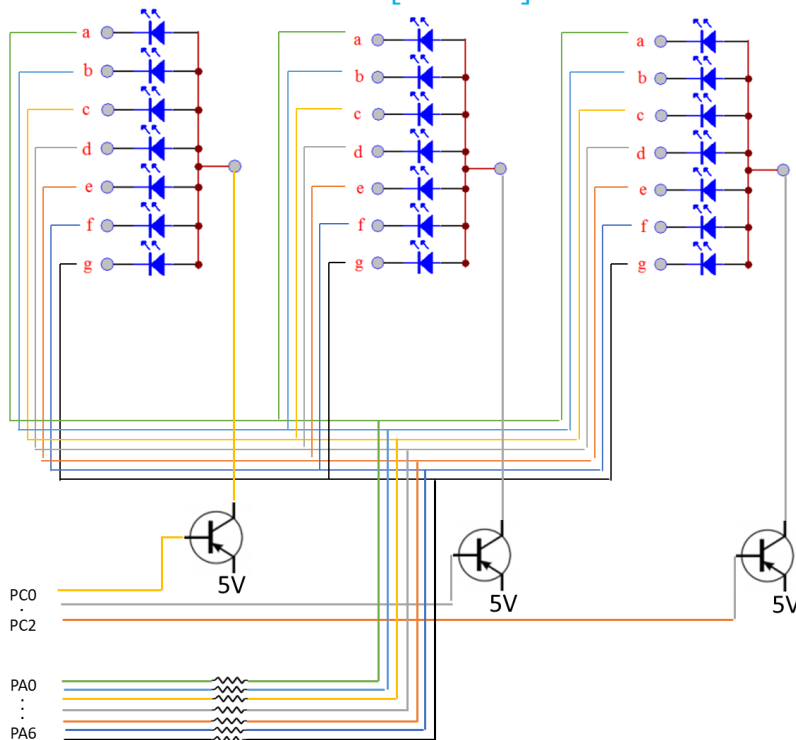 a a a
b b b
c c c
d d d
e e e
f f f
g g g
5V 5V 5V
PC0
.
PC2
PA0
:
:
PA6